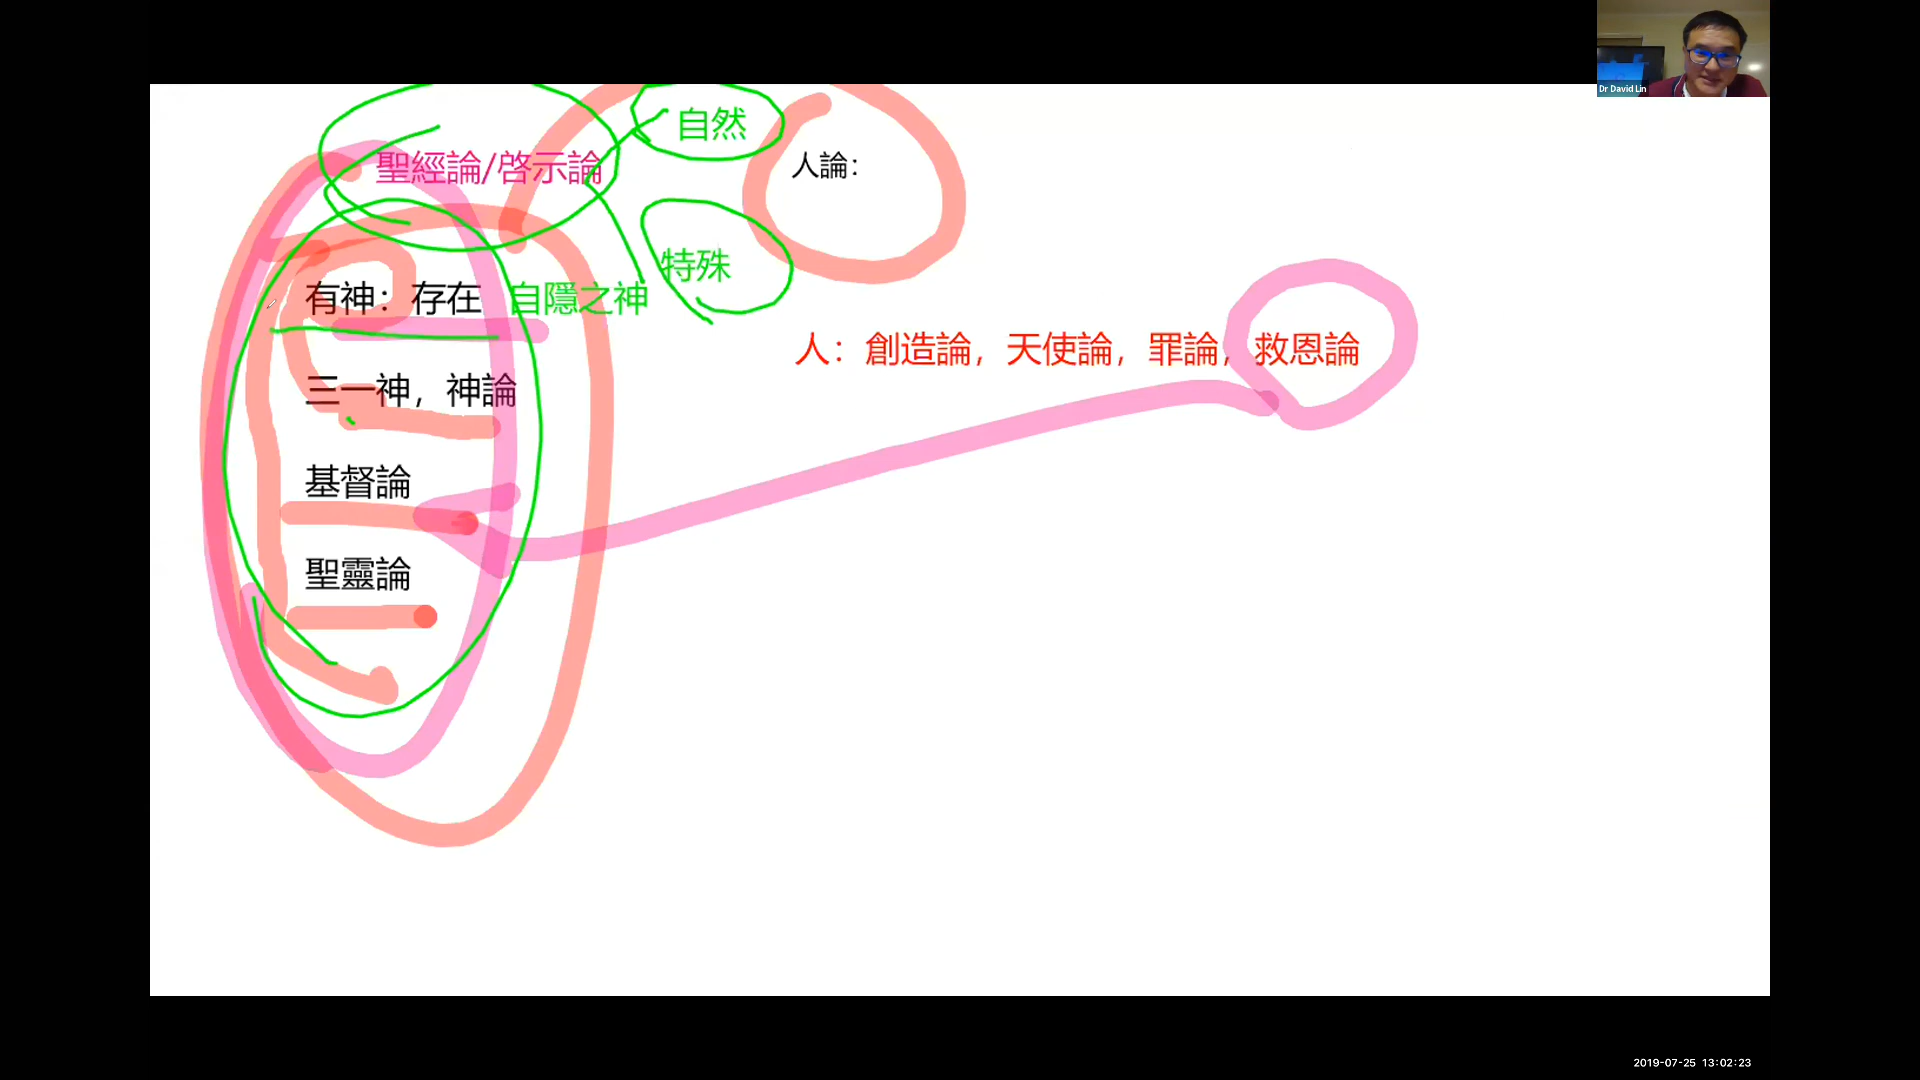 Dr David Lin
自然
聖經論/啓示論
人論：
特殊
有神：存在 自隱之神
人：創造論，天使論，罪論，救恩論
三一神，神論
基督論
聖靈論
2019-07-25 13:02:23